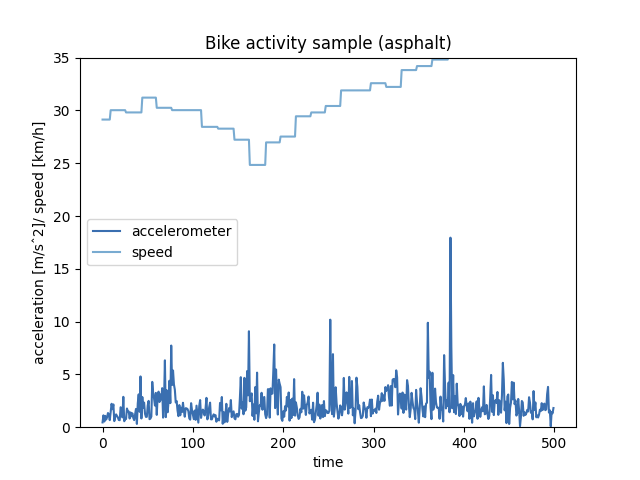 Bike activity sample (asphalt)
35
30
25
20
15
10
5
0
acceleration [m/s^2]/ speed [km/h]
accelerometer
speed
0 100 200 300 400 500
time